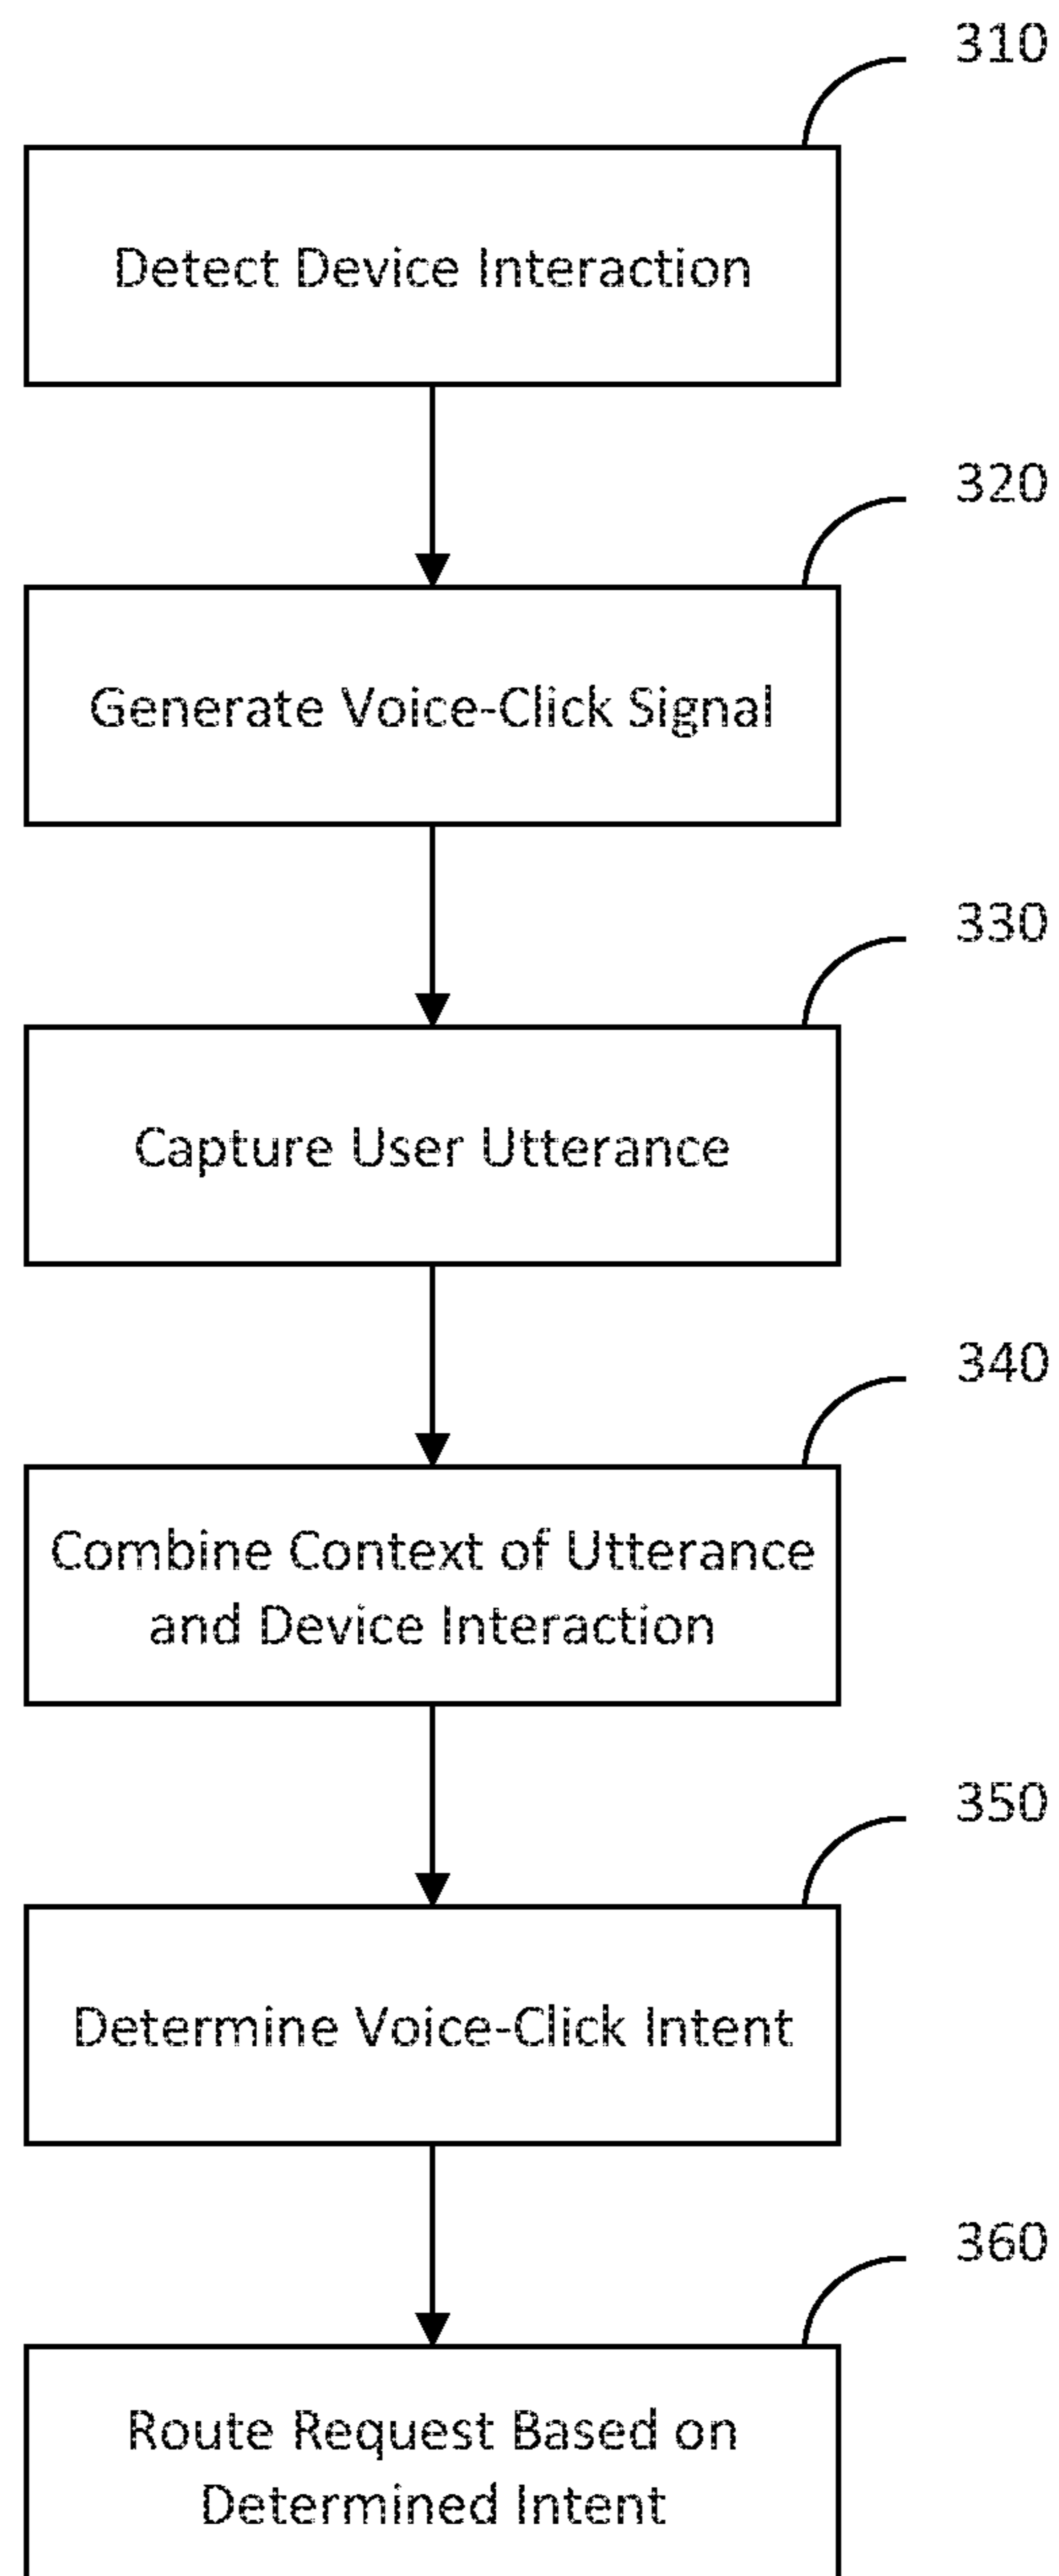 310
Detect Device Interaction
320
Generate Voice-Click Signal
330
Capture User Utterance
340
Combine Context of Utterance
and Device Interaction
350
Determine Voice-Click Intent
360
Route Request Based on
Determined Intent